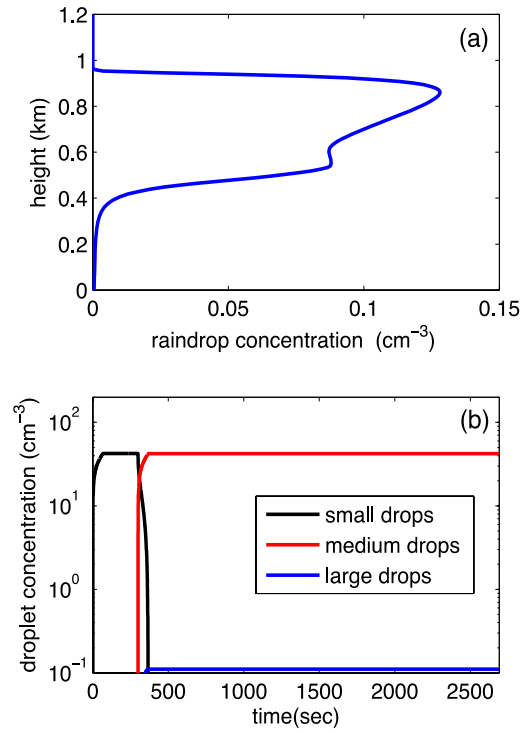 (a)
1.2
1
0.8
0.6
0.4
0.2
0
height (km)
0 0.05 0.1 0.15
raindrop concentration (cm⁻³)
(b)
10²
10¹
10⁰
10⁻¹
droplet concentration (cm⁻³)
small drops
medium drops
large drops
0 500 1000 1500 2000 2500
time(sec)